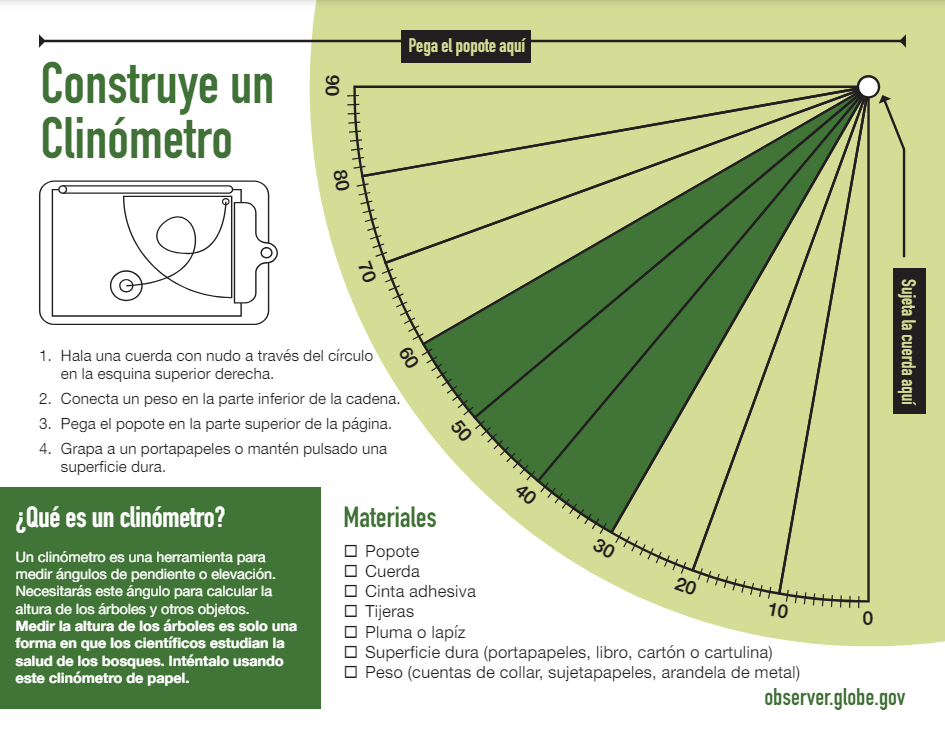 Pega el popote aquí
Construye un
Clinómetro
90
80
70
60
50
40
30
20
10
0
Sujeta la cuerda aquí
1. Hala una cuerda con nudo a través del círculo
en la esquina superior derecha.
2. Conecta un peso en la parte inferior de la cadena.
3. Pega el popote en la parte superior de la página.
4. Grapa a un portapapeles o mantén pulsado una
superficie dura.
¿Qué es un clinómetro?
Un clinómetro es una herramienta para
medir ángulos de pendiente o elevación.
Necesitarás este ángulo para calcular la
altura de los árboles y otros objetos.
Medir la altura de los árboles es solo una
forma en que los científicos estudian la
salud de los bosques. Inténtalo usando
este clinómetro de papel.
Materiales
☐ Popote
☐ Cuerda
☐ Cinta adhesiva
☐ Tijeras
☐ Pluma o lapíz
☐ Superficie dura (portapapeles, libro, cartón o cartulina)
☐ Peso (cuentas de collar, sujetapapeles, arandela de metal)
observer.globe.gov